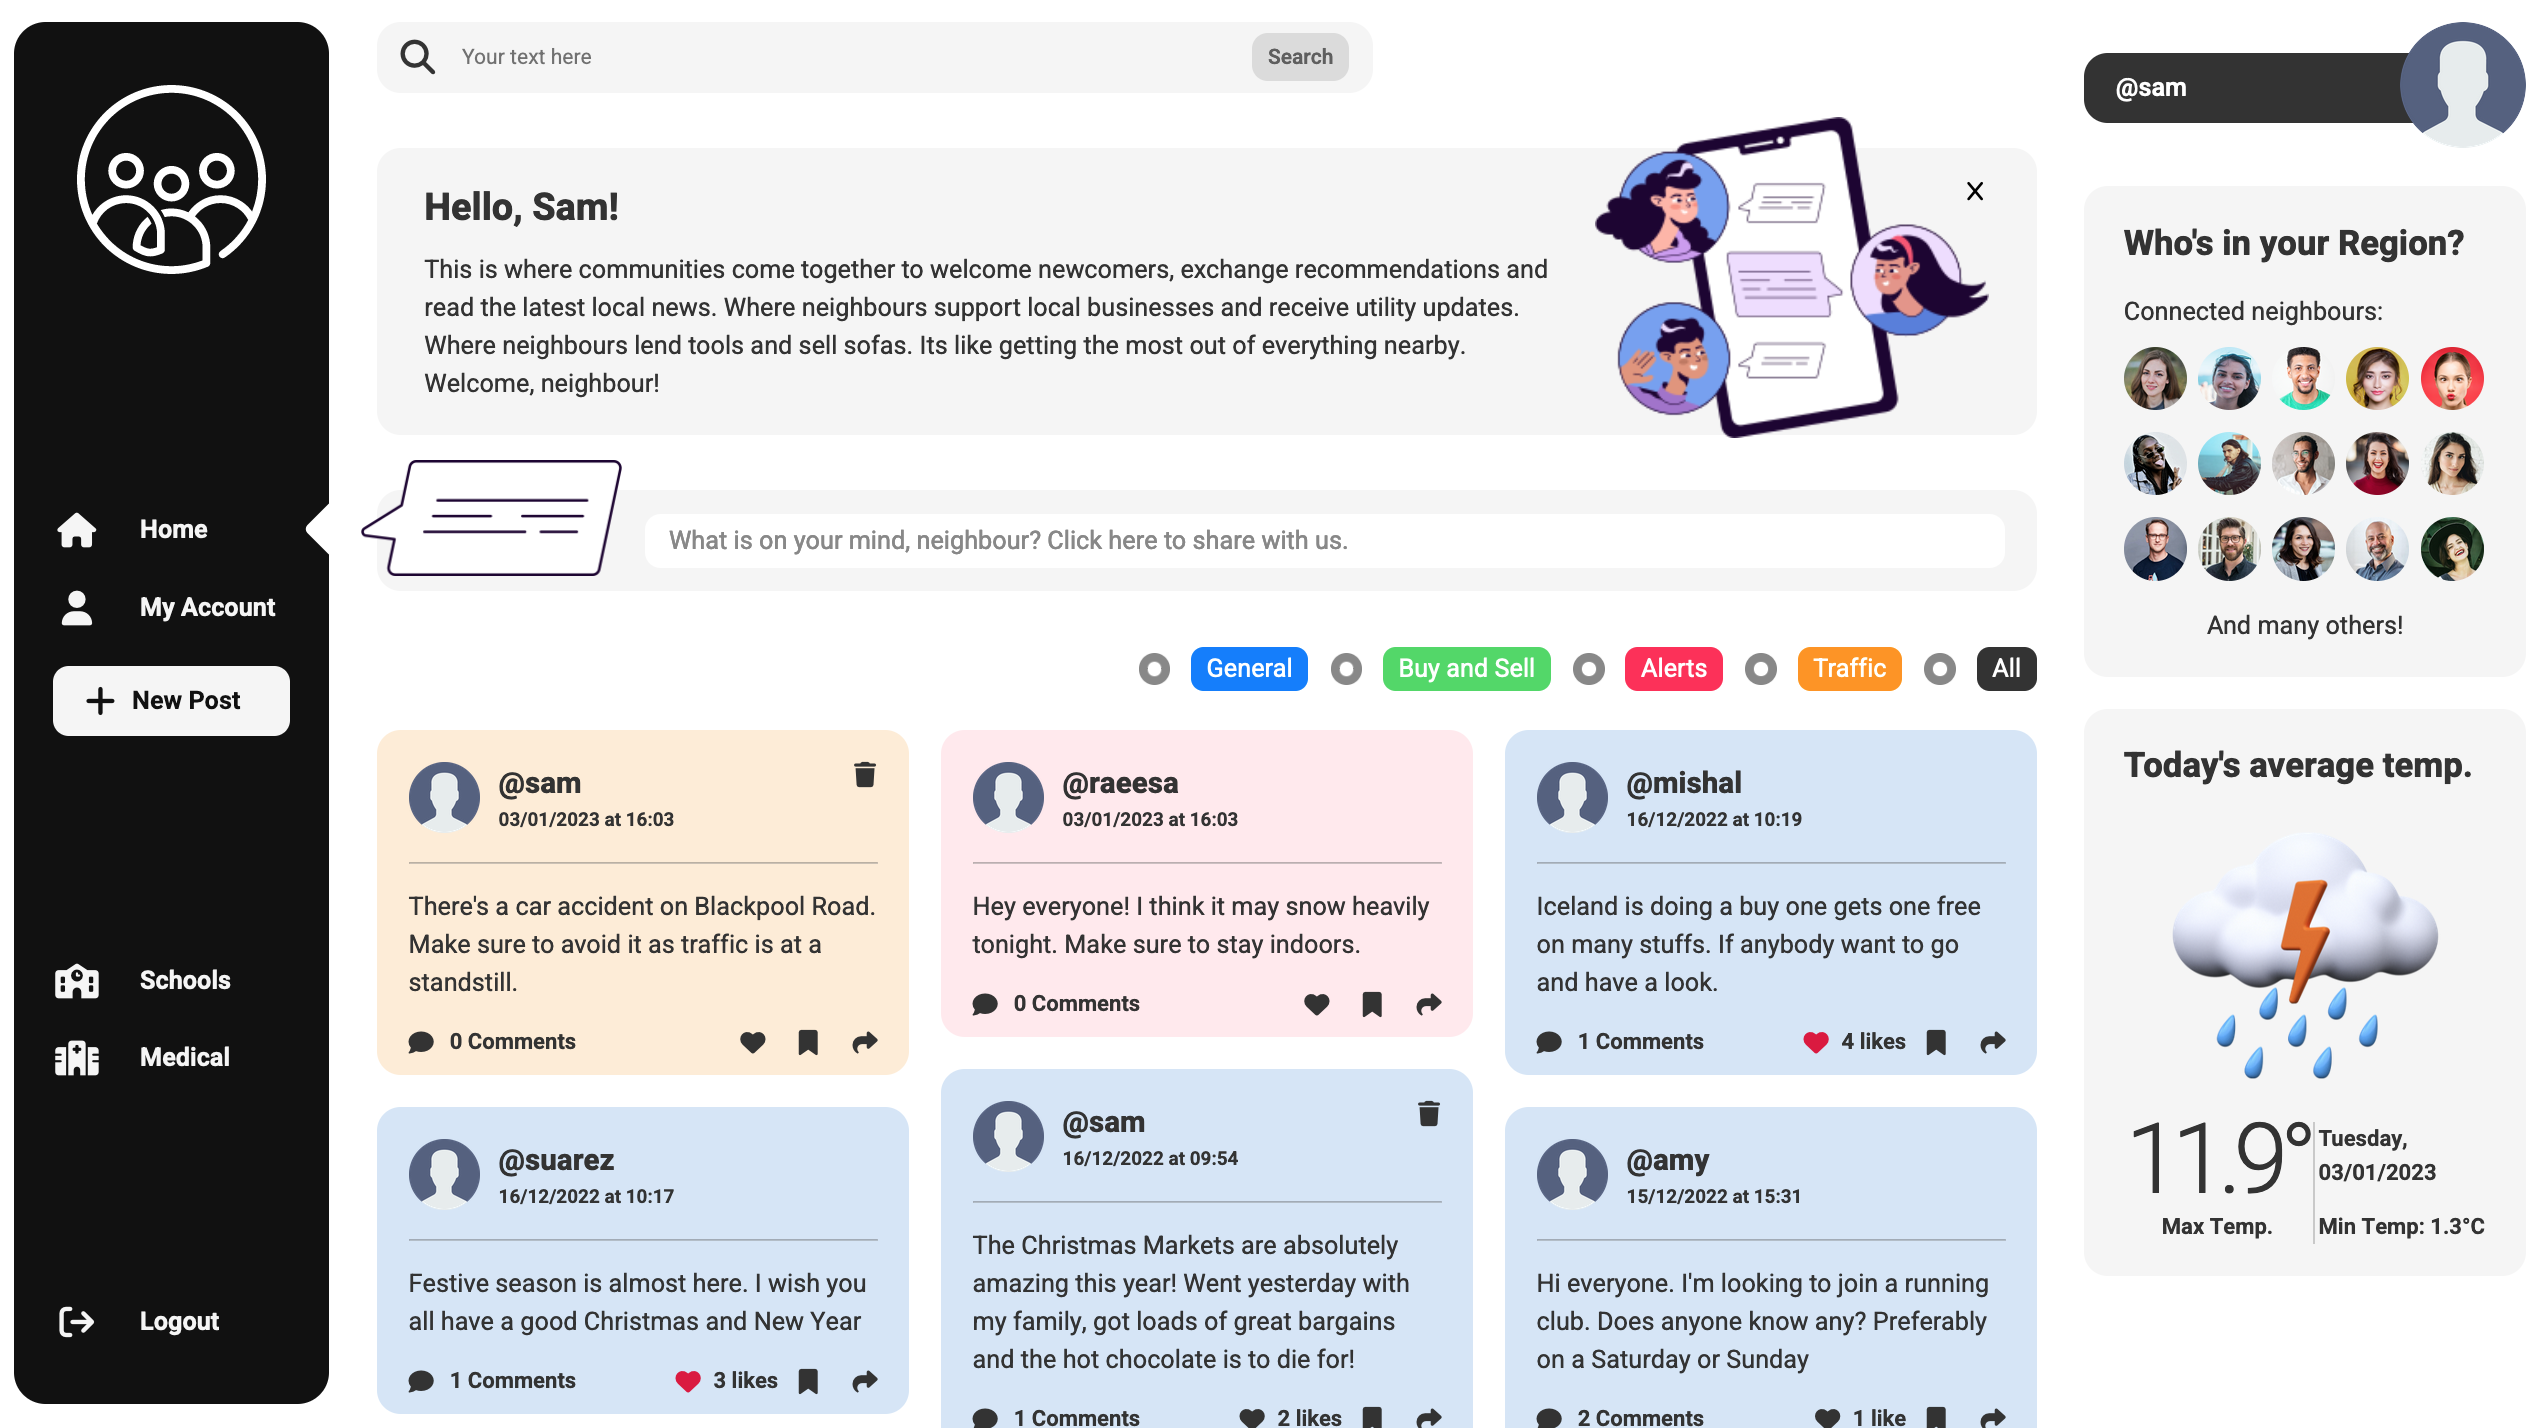 Your text here
Search
@sam
Hello, Sam!
This is where communities come together to welcome newcomers, exchange recommendations and
read the latest local news. Where neighbours support local businesses and receive utility updates.
Where neighbours lend tools and sell sofas. Its like getting the most out of everything nearby.
Welcome, neighbour!
X
What is on your mind, neighbour? Click here to share with us.
Home
My Account
New Post
Schools
Medical
Logout
General
Buy and Sell
Alerts
Traffic
All
@sam
03/01/2023 at 16:03
There's a car accident on Blackpool Road.
Make sure to avoid it as traffic is at a
standstill.
0 Comments
@raeesa
03/01/2023 at 16:03
Hey everyone! I think it may snow heavily
tonight. Make sure to stay indoors.
0 Comments
@mishal
16/12/2022 at 10:19
Iceland is doing a buy one gets one free
on many stuffs. If anybody want to go
and have a look.
1 Comments
4 likes
@suarez
16/12/2022 at 10:17
Festive season is almost here. I wish you
all have a good Christmas and New Year
1 Comments
3 likes
@sam
16/12/2022 at 09:54
The Christmas Markets are absolutely
amazing this year! Went yesterday with
my family, got loads of great bargains
and the hot chocolate is to die for!
1 Comments
2 likes
@amy
15/12/2022 at 15:31
Hi everyone. I'm looking to join a running
club. Does anyone know any? Preferably
on a Saturday or Sunday
2 Comments
1 like
Who's in your Region?
Connected neighbours:
And many others!
Today's average temp.
11.9°
Max Temp.
Tuesday,
03/01/2023
Min Temp: 1.3°C